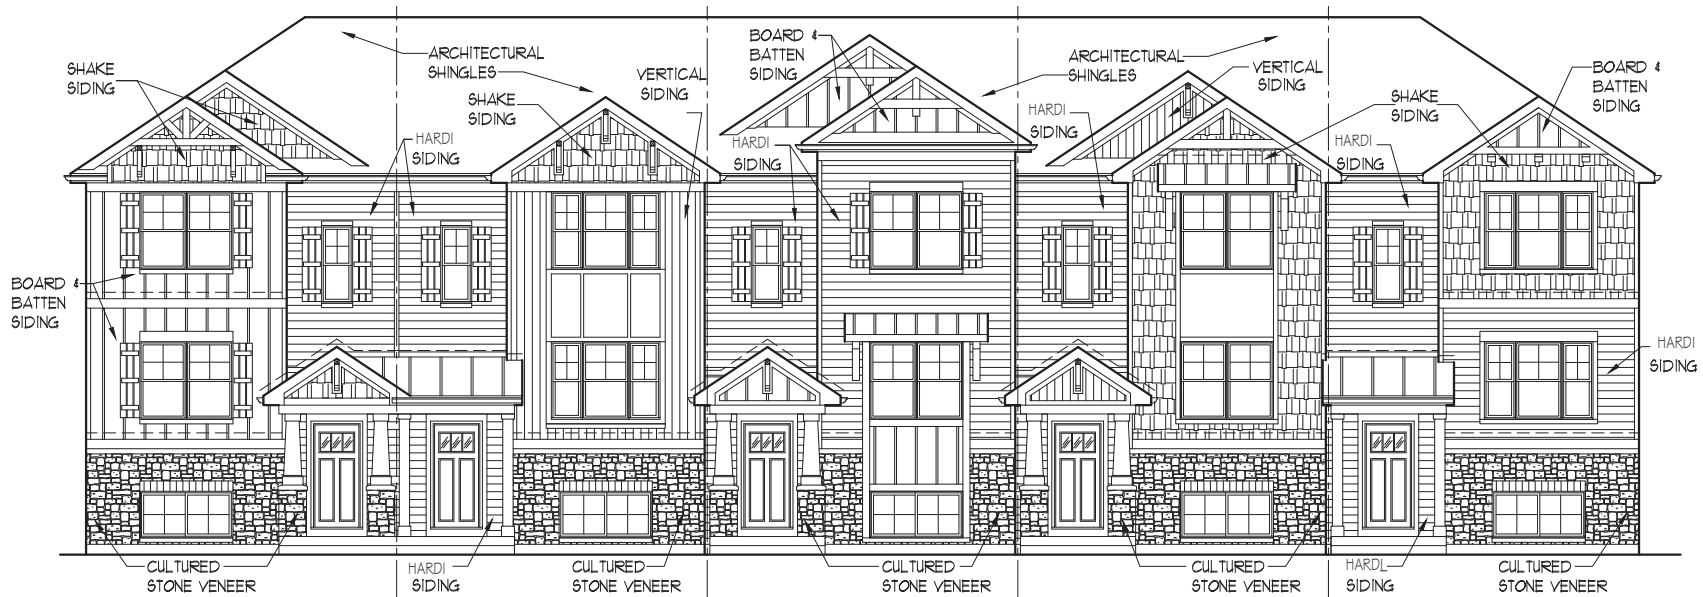 SHAKE
SIDING
ARCHITECTURAL
SHINGLES
HARDI
SIDING
SHAKE
SIDING
VERTICAL
SIDING
BOARD &
BATTEN
SIDING
HARDI
SIDING
ARCHITECTURAL
SHINGLES
HARDI
SIDING
VERTICAL
SIDING
SHAKE
SIDING
HARDI
SIDING
BOARD &
BATTEN
SIDING
BOARD &
BATTEN
SIDING
HARDI
SIDING
CULTURED
STONE VENEER
HARDI
SIDING
CULTURED
STONE VENEER
CULTURED
STONE VENEER
CULTURED
STONE VENEER
HARDI
SIDING
CULTURED
STONE VENEER